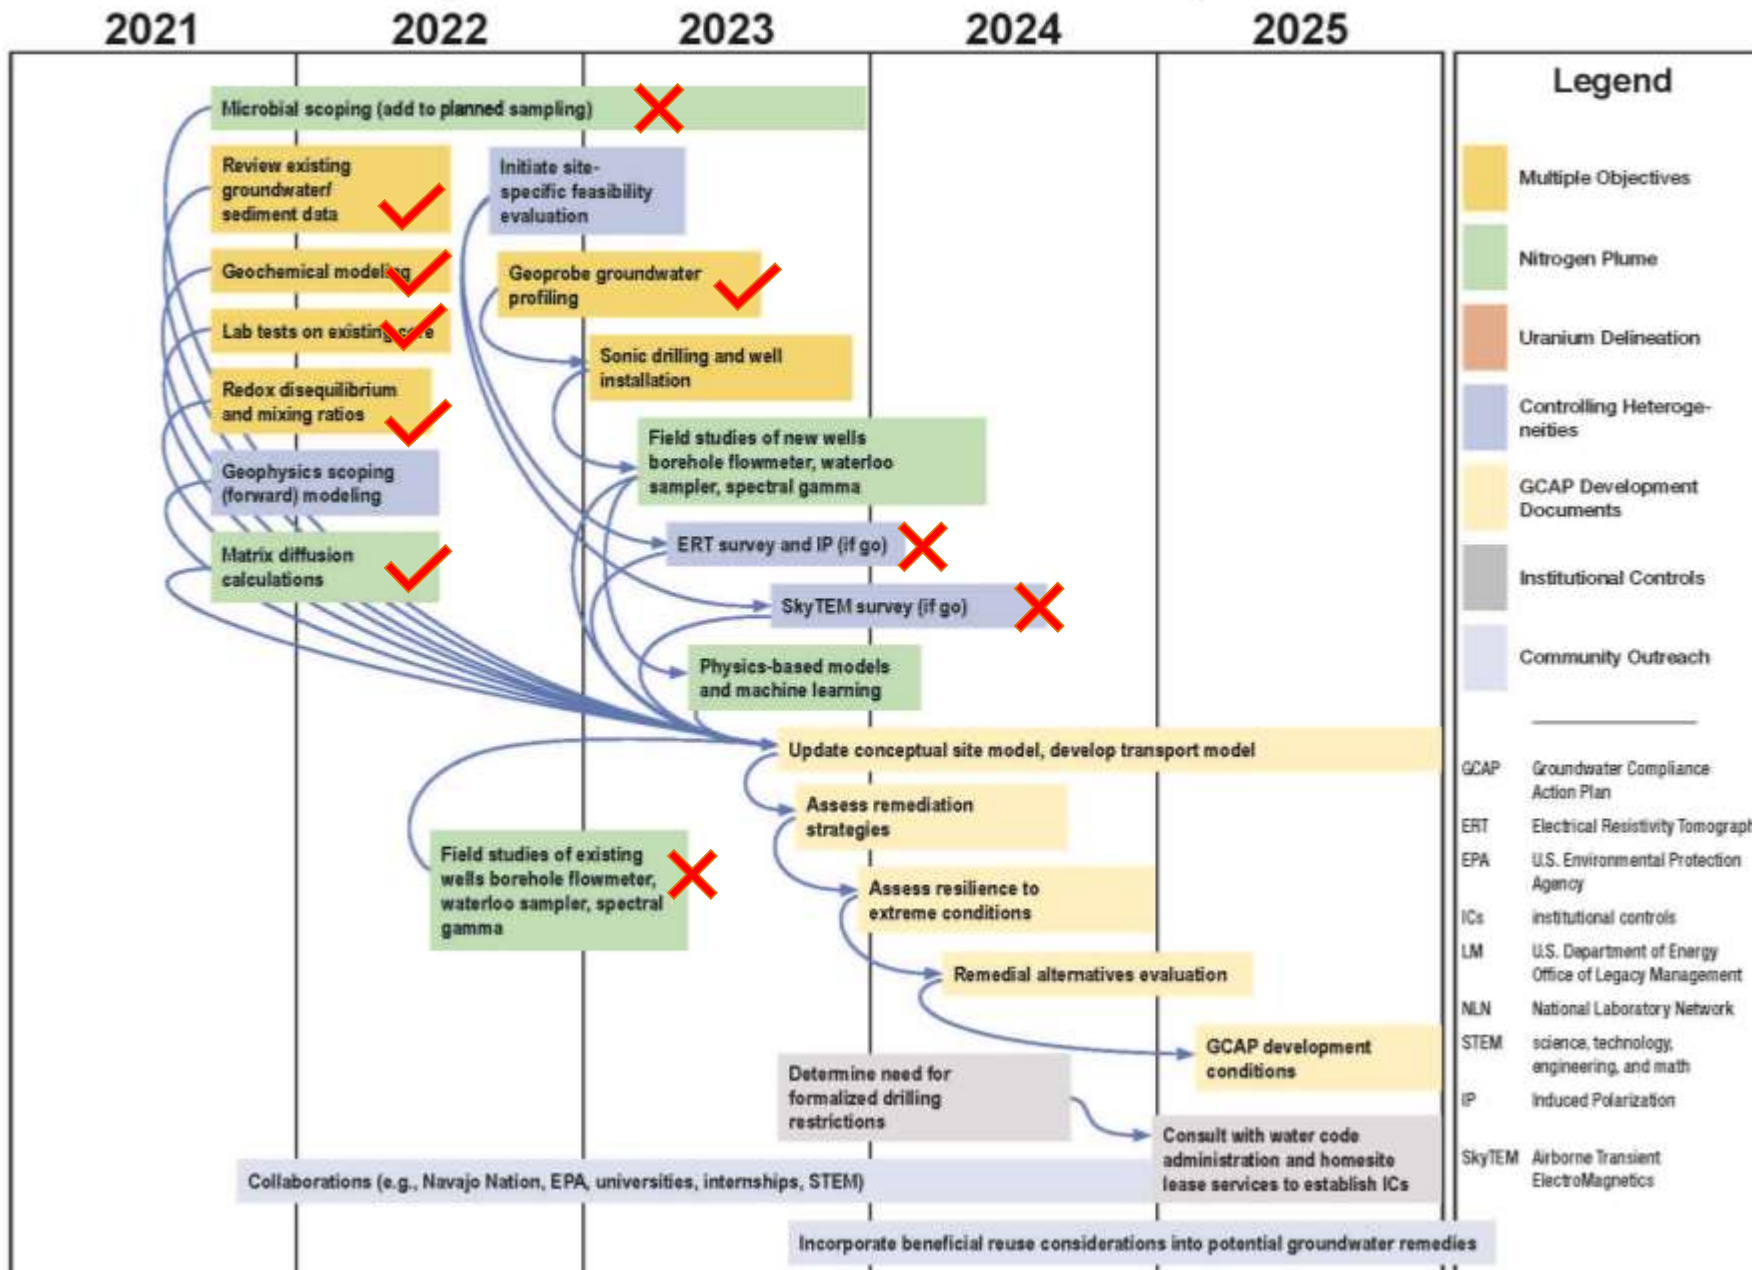 2021 2022 2023 2024 2025
Microbial scoping (add to planned sampling)
Review existing
groundwater/
sediment data
Initiate site-
specific feasibility
evaluation
Geochemical modeling
Geoprobe groundwater
profiling
Lab tests on existing core
Sonic drilling and well
installation
Redox disequilibrium
and mixing ratios
Field studies of new wells
borehole flowmeter, waterloo
sampler, spectral gamma
Geophysics scoping
(forward) modeling
ERT survey and IP (if go)
Matrix diffusion
calculations
SkyTEM survey (if go)
Physics-based models
and machine learning
Update conceptual site model, develop transport model
Assess remediation
strategies
Field studies of existing
wells borehole flowmeter,
waterloo sampler, spectral
gamma
Assess resilience to
extreme conditions
Remedial alternatives evaluation
GCAP development
conditions
Determine need for
formalized drilling
restrictions
Consult with water code
administration and homesite
lease services to establish ICs
Collaborations (e.g., Navajo Nation, EPA, universities, internships, STEM)
Incorporate beneficial reuse considerations into potential groundwater remedies
Legend
Multiple Objectives
Nitrogen Plume
Uranium Delineation
Controlling Heteroge-
neities
GCAP Development
Documents
Institutional Controls
Community Outreach
GCAP Groundwater Compliance
Action Plan
ERT Electrical Resistivity Tomograph
EPA U.S. Environmental Protection
Agency
ICs institutional controls
LM U.S. Department of Energy
Office of Legacy Management
NLN National Laboratory Network
STEM science, technology,
engineering, and math
IP Induced Polarization
SkyTEM Airborne Transient
ElectroMagnetics